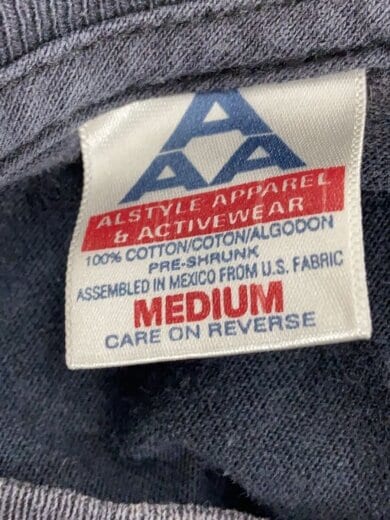 A
A A
ALSTYLE APPAREL
& ACTIVEWEAR
100% COTTON/COTON/ALGODON
PRE-SHRUNK
ASSEMBLED IN MEXICO FROM U.S. FABRIC
MEDIUM
CARE ON REVERSE